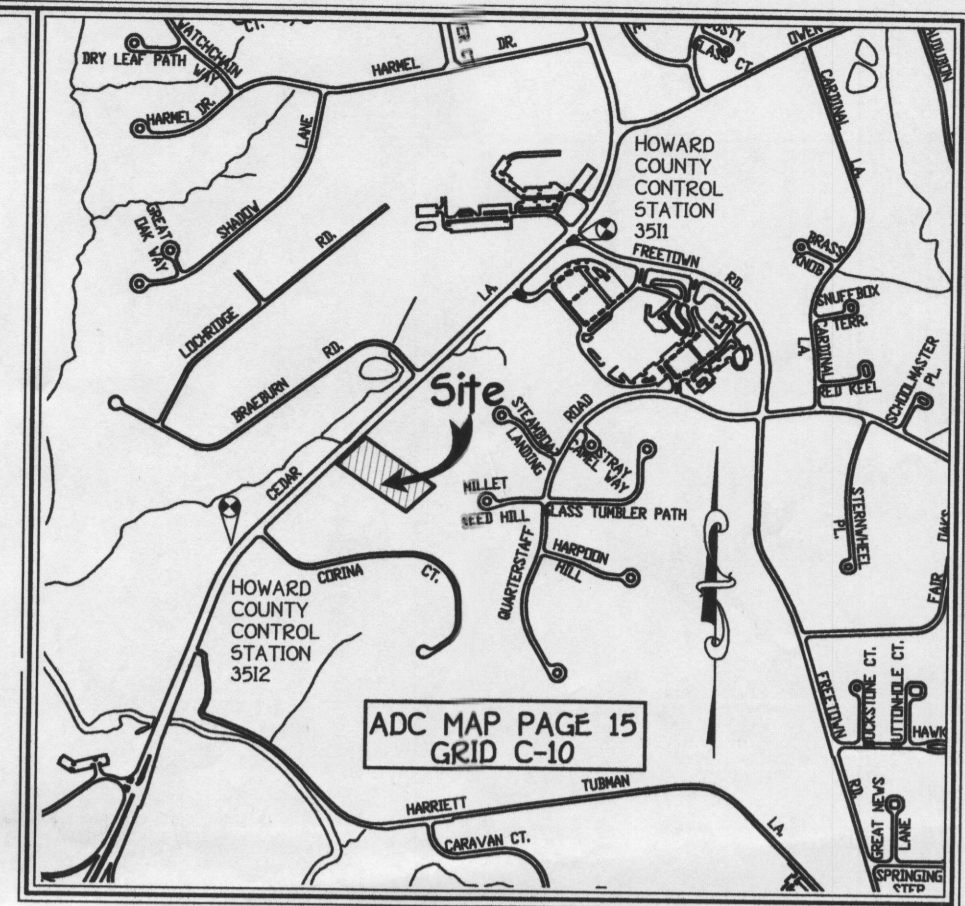 CT.
WATCHCHAIN
WAY
DRY LEAF PATH
HARMEL
DR.
HARMEL DR.
LANE
SHADOW
GREAT
OAK WAY
LOCHRIDGE
RD.
BRAEBURN
RD.
CEDAR
LA.
GLASS CT.
OWEN
CARDINAL
LA.
AUDUBON
HOWARD
COUNTY
CONTROL
STATION
3511
FREETOWN
RD.
BRASS
KNOB
SNUFFBOX
TERR.
CARDINAL
LA
RED KEEL
SCHOOLMASTER
PL.
Site
STEAMBOAT
LANDING
ROAD
STRAY
CAMEL WAY
MILLET
SEED HILL
GLASS TUMBLER PATH
QUARTERSTAFF
HARPOON
HILL
STERNWHEEL
PL.
FAIR
OAKS
CORINA
CT.
HOWARD
COUNTY
CONTROL
STATION
3512
ADC MAP PAGE 15
GRID C-10
FRETOWN
RD.
BUCKSTONE CT.
BUTTONHOLE CT.
HAWK
GREAT NEWS
LANE
SPRINGING
STEP
HARRIETT
TUBMAN
LA.
CARAVAN CT.